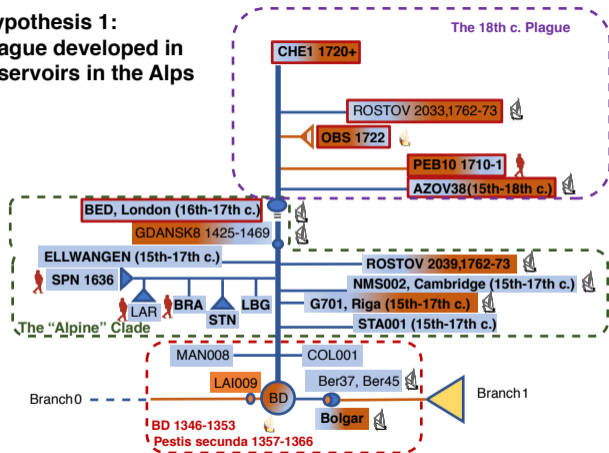 ypothesis 1:
ague developed in
servoirs in the Alps
The 18th c. Plague
CHE1 1720+
ROSTOV 2033,1762-73
OBS 1722
PEB10 1710-1
AZOV38(15th-18th c.)
BED, London (16th-17th c.)
GDANSK8 1425-1469
ELLWANGEN (15th-17th c.)
ROSTOV 2039,1762-73
SPN 1636
NMS002, Cambridge (15th-17th c.)
LAR
BRA
STN
LBG
G701, Riga (15th-17th c.)
STA001 (15th-17th c.)
The “Alpine” Clade
MAN008
COL001
LAI009
Ber37, Ber45
Branch0
BD
Branch1
Bolgar
BD 1346-1353
Pestis secunda 1357-1366